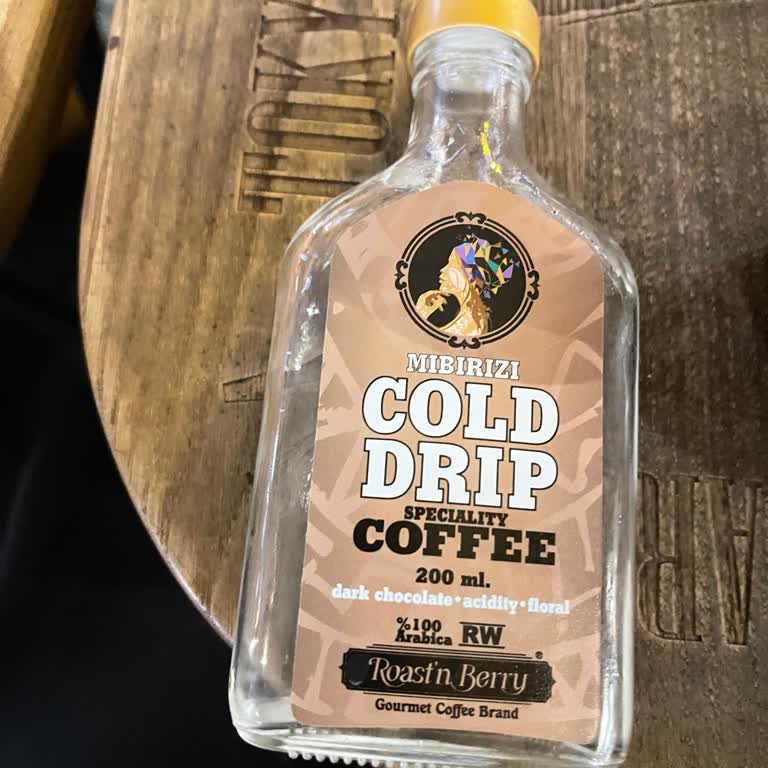 MIBIRIZI
COLD
DRIP
SPECIALITY
COFFEE
200 ml.
dark chocolate • acidity • floral
%100
Arabica RW
Roast'n Berry ®
Gourmet Coffee Brand